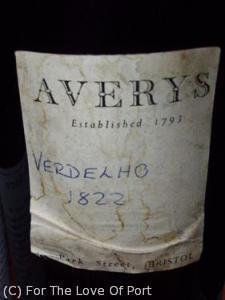 AVERYS
Established 1793
VERDELHO
1822
Park Street, BRISTOL
(C) For The Love Of Port